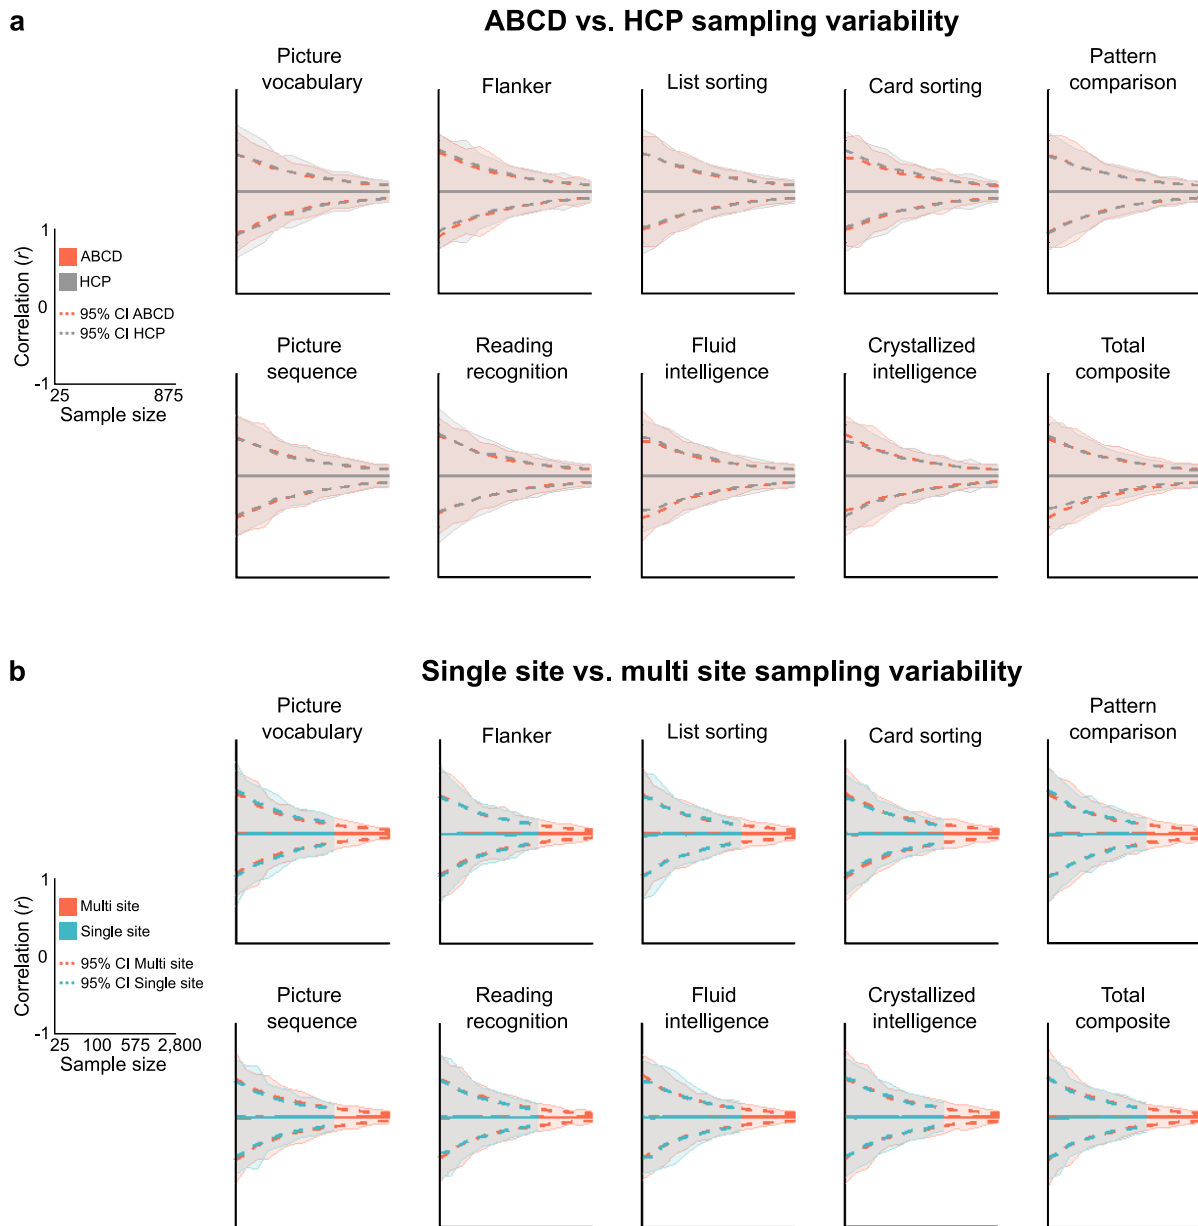 a
ABCD vs. HCP sampling variability
Picture
vocabulary
Flanker
List sorting
Card sorting
Pattern
comparison
Correlation (r)
1
0
-1
ABCD
HCP
95% CI ABCD
95% CI HCP
25
875
Sample size
Picture
sequence
Reading
recognition
Fluid
intelligence
Crystallized
intelligence
Total
composite
b
Single site vs. multi site sampling variability
Picture
vocabulary
Flanker
List sorting
Card sorting
Pattern
comparison
Correlation (r)
1
0
-1
Multi site
Single site
95% CI Multi site
95% CI Single site
25 100 575 2,800
Sample size
Picture
sequence
Reading
recognition
Fluid
intelligence
Crystallized
intelligence
Total
composite